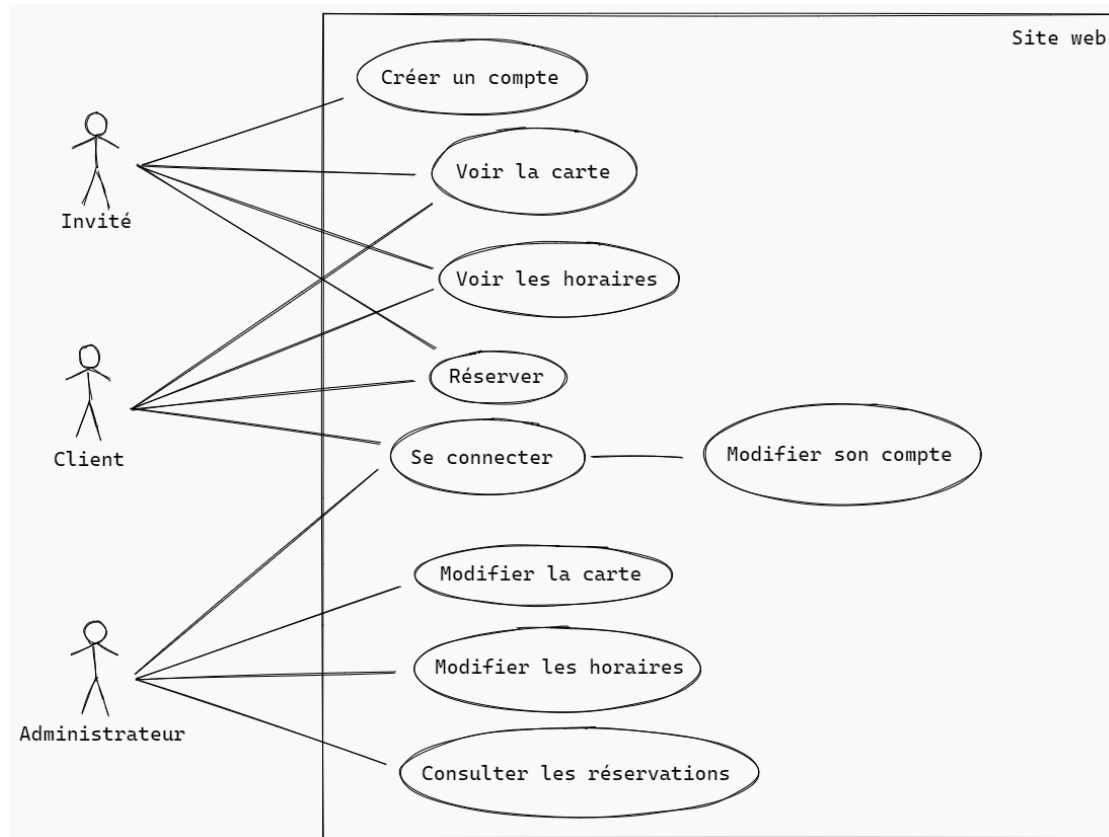 Site web
Créer un compte
Voir la carte
Invité
Voir les horaires
Réserver
Client
Se connecter
Modifier son compte
Modifier la carte
Modifier les horaires
Administrateur
Consulter les réservations